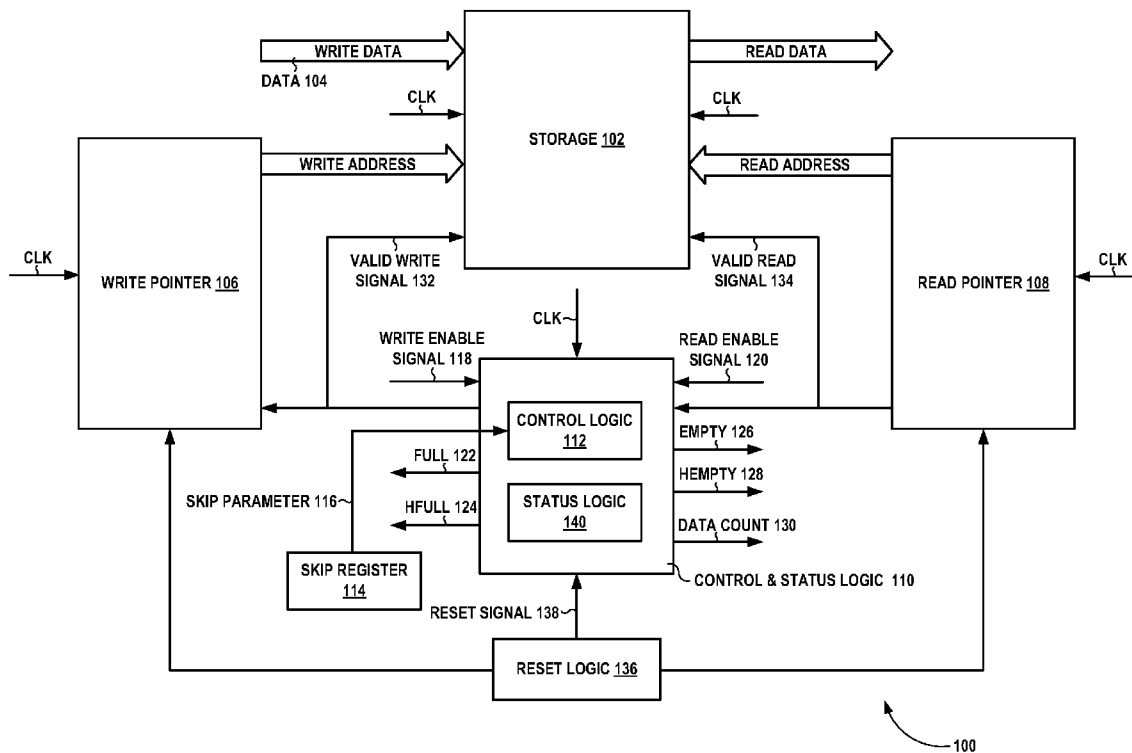 WRITE DATA
READ DATA
DATA 104
CLK
CLK
STORAGE 102
WRITE ADDRESS
READ ADDRESS
CLK
WRITE POINTER 106
VALID WRITE
SIGNAL 132
VALID READ
SIGNAL 134
READ POINTER 108
CLK
CLK
WRITE ENABLE
SIGNAL 118
READ ENABLE
SIGNAL 120
CONTROL LOGIC
112
EMPTY 126
FULL 122
HEMPTY 128
SKIP PARAMETER 116
HFULL 124
STATUS LOGIC
140
DATA COUNT 130
SKIP REGISTER
114
CONTROL & STATUS LOGIC 110
RESET SIGNAL 138
RESET LOGIC 136
100